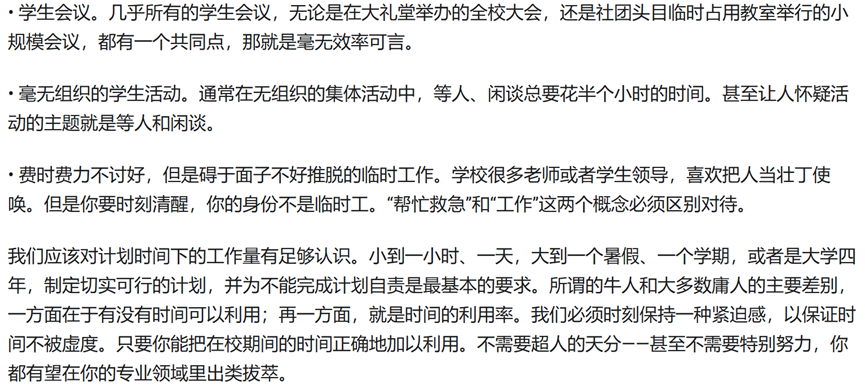 • 学生会议。几乎所有的学生会议，无论是在大礼堂举办的全校大会，还是社团头目临时占用教室举行的小
规模会议，都有一个共同点，那就是毫无效率可言。
• 毫无组织的学生活动。通常在无组织的集体活动中，等人、闲谈总要花半个小时的时间。甚至让人怀疑活
动的主题就是等人和闲谈。
• 费时费力不讨好，但是碍于面子不好推脱的临时工作。学校很多老师或者学生领导，喜欢把人当壮丁使
唤。但是你要时刻清醒，你的身份不是临时工。“帮忙救急”和“工作”这两个概念必须区别对待。
我们应该对计划时间下的工作量有足够认识。小到一小时、一天，大到一个暑假、一个学期，或者是大学四
年，制定切实可行的计划，并为不能完成计划自责是最基本的要求。所谓的牛人和大多数庸人的主要差别，
一方面在于有没有时间可以利用；再一方面，就是时间的利用率。我们必须时刻保持一种紧迫感，以保证时
间不被虚度。只要你能把在校期间的时间正确地加以利用。不需要超人的天分——甚至不需要特别努力，你
都有望在你的专业领域里出类拔萃。